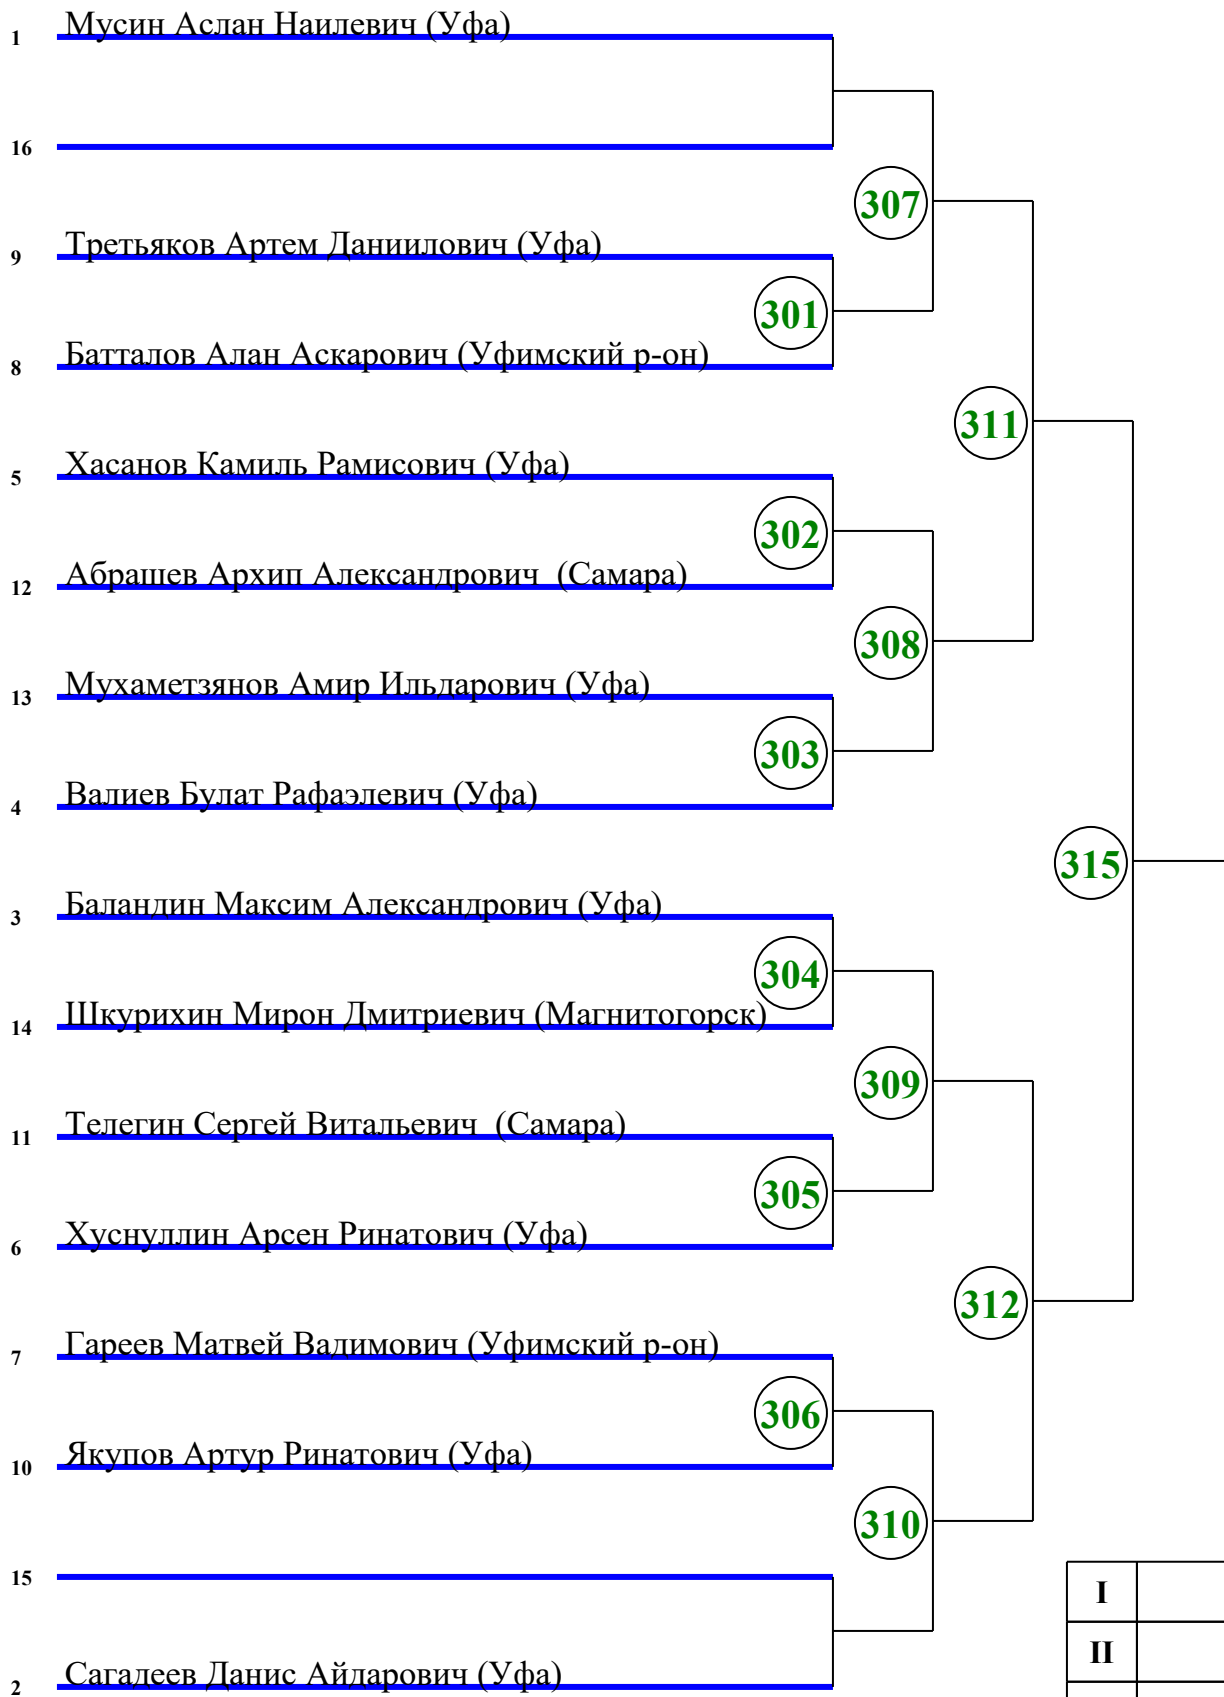 1 Мусин Аслан Наилевич (Уфа)
16
307
9 Третьяков Артем Даниилович (Уфа)
301
8 Батталов Алан Аскарович (Уфимский р-он)
311
5 Хасанов Камиль Рамисович (Уфа)
302
12 Абрашев Архип Александрович (Самара)
308
13 Мухаметзянов Амир Ильдарович (Уфа)
303
4 Валиев Булат Рафаэлевич (Уфа)
315
3 Баландин Максим Александрович (Уфа)
304
14 Шкурихин Мирон Дмитриевич (Магнитогорск)
309
11 Телегин Сергей Витальевич (Самара)
305
6 Хуснуллин Арсен Ринатович (Уфа)
312
7 Гареев Матвей Вадимович (Уфимский р-он)
306
10 Якупов Артур Ринатович (Уфа)
310
15
I
II
2 Сагадеев Данис Айдарович (Уфа)